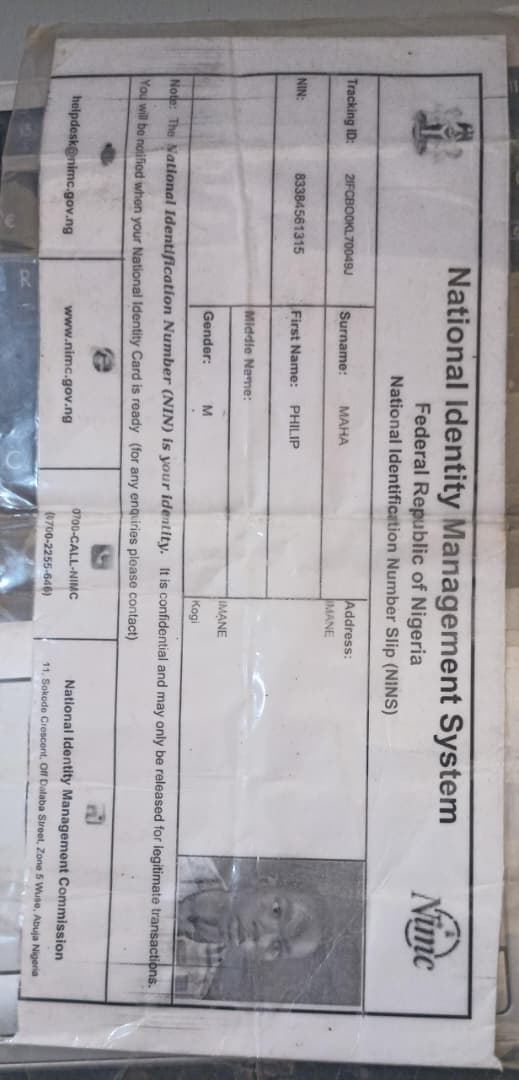 National Identity Management System
Federal Republic of Nigeria
National Identification Number Slip (NINS)
Nimc
Tracking ID: 2IFCBO0KL70049J
Surname: MAHA
Address:
IMANE
NIN: 83384561315
First Name: PHILIP
Middle Name:
IMANE
Gender: M
Kogi
Note: The National Identification Number (NIN) is your identity. It is confidential and may only be released for legitimate transactions.
You will be notified when your National Identity Card is ready (for any enquiries please contact)
helpdesk@nimc.gov.ng
www.nimc.gov.ng
0700-CALL-NIMC
(0700-2255-646)
National Identity Management Commission
11, Sokode Crescent, Off Dalaba Street, Zone 5 Wuse, Abuja Nigeria